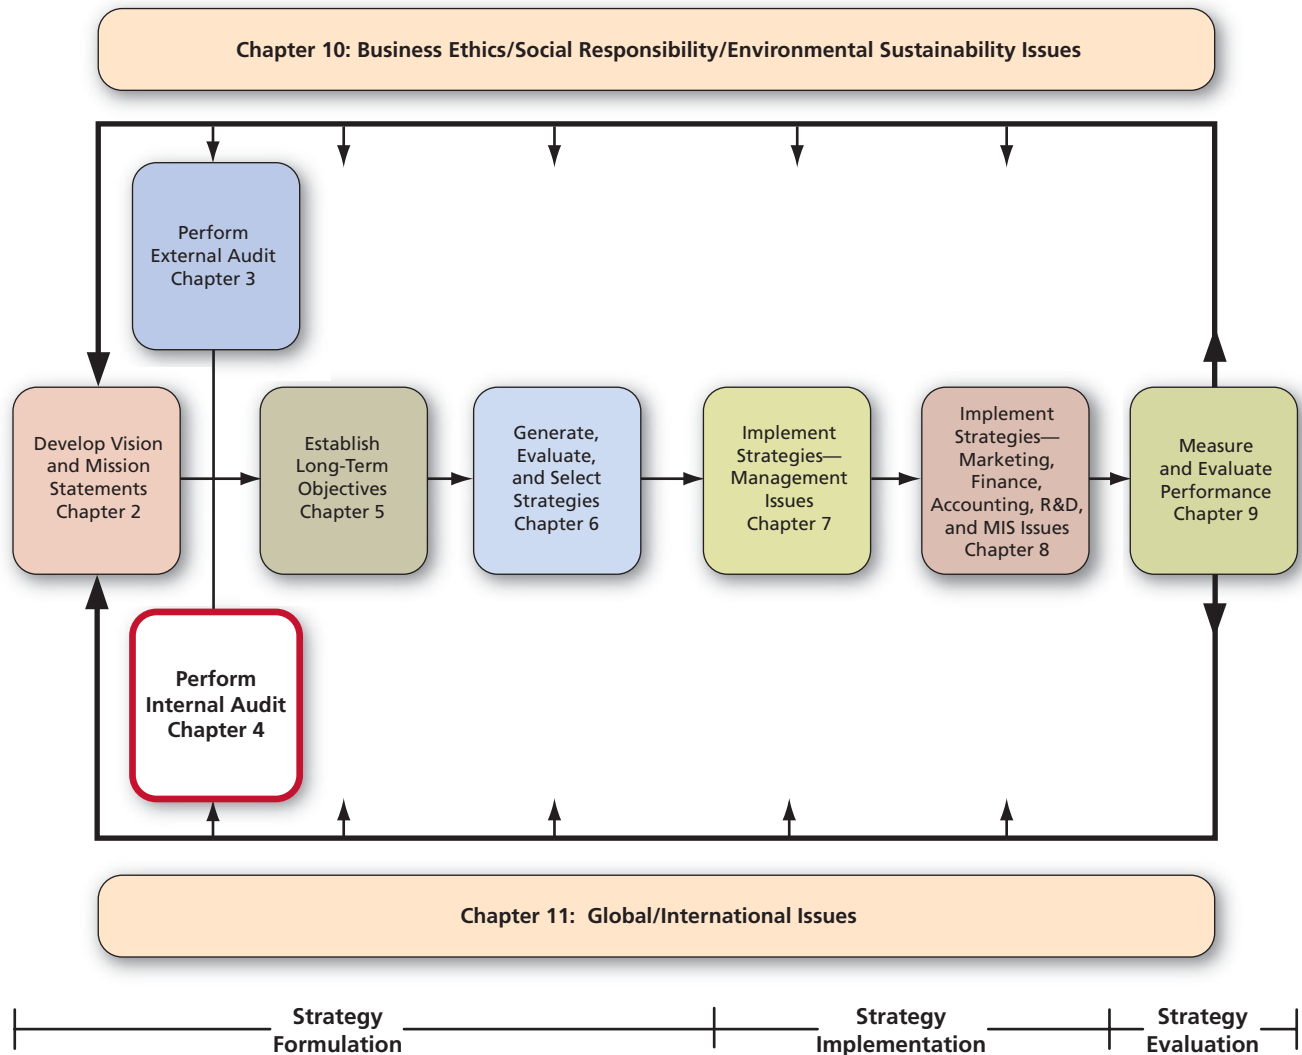 Chapter 10: Business Ethics/Social Responsibility/Environmental Sustainability Issues
Perform
External Audit
Chapter 3
Develop Vision
and Mission
Statements
Chapter 2
Establish
Long-Term
Objectives
Chapter 5
Generate,
Evaluate,
and Select
Strategies
Chapter 6
Implement
Strategies—
Management
Issues
Chapter 7
Implement
Strategies—
Marketing,
Finance,
Accounting, R&D,
and MIS Issues
Chapter 8
Measure
and Evaluate
Performance
Chapter 9
Perform
Internal Audit
Chapter 4
Chapter 11: Global/International Issues
Strategy
Formulation
Strategy
Implementation
Strategy
Evaluation